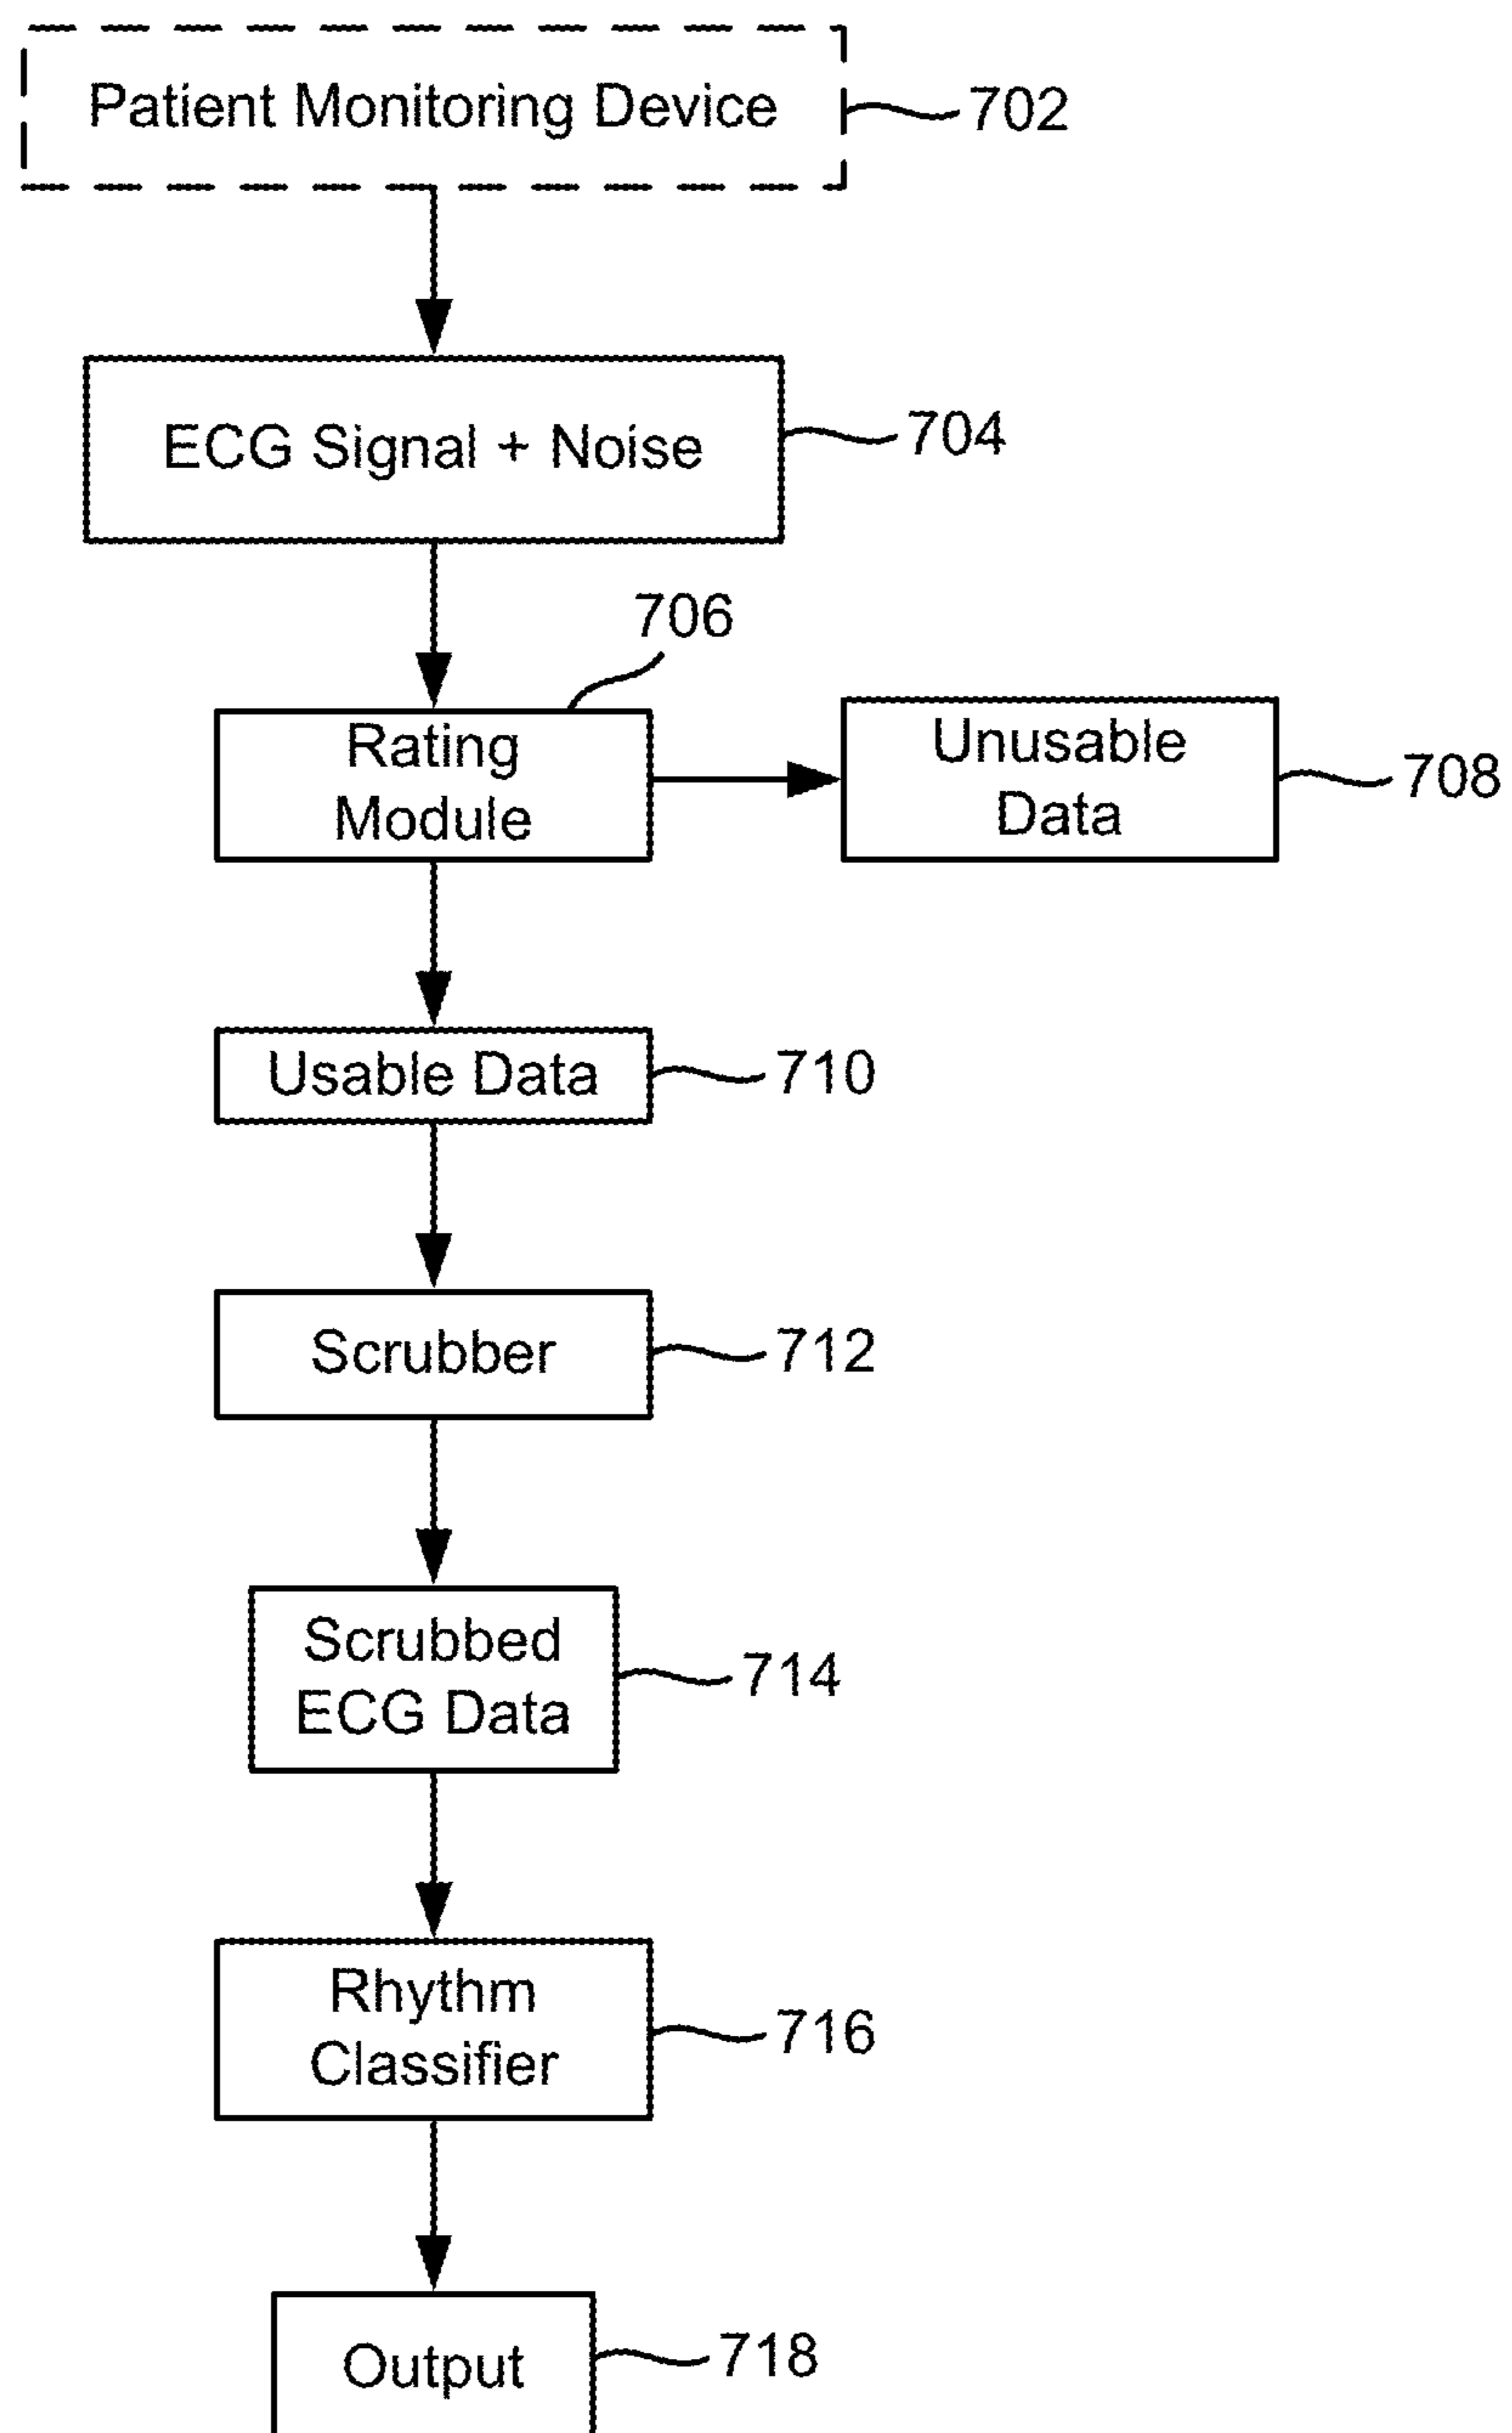 Patient Monitoring Device
702
ECG Signal + Noise
704
706
Rating
Module
Unusable
Data
708
Usable Data
710
Scrubber
712
Scrubbed
ECG Data
714
Rhythm
Classifier
716
Output
718